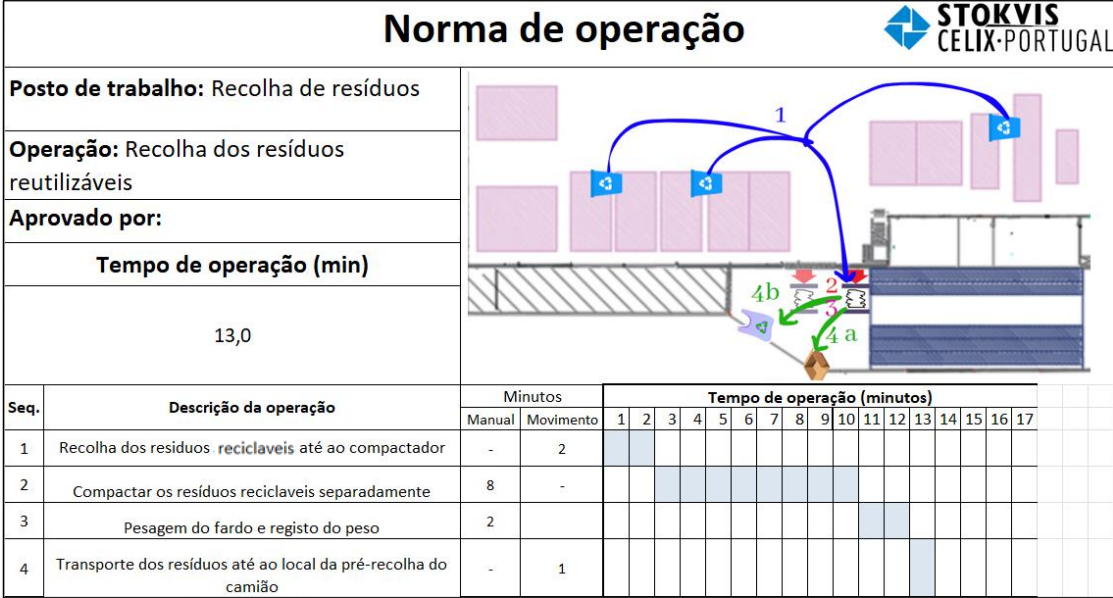 Norma de operação
STOKVIS
CELIX·PORTUGAL
Posto de trabalho: Recolha de resíduos
Operação: Recolha dos resíduos
reutilizáveis
Aprovado por:
Tempo de operação (min)
13,0
1
2
3
4b
4 a
Seq. Descrição da operação Minutos Tempo de operação (minutos)
Manual Movimento 1 2 3 4 5 6 7 8 9 10 11 12 13 14 15 16 17
1 Recolha dos residuos reciclaveis até ao compactador - 2
2 Compactar os resíduos reciclaveis separadamente 8 -
3 Pesagem do fardo e registo do peso 2
4 Transporte dos resíduos até ao local da pré-recolha do
camião - 1